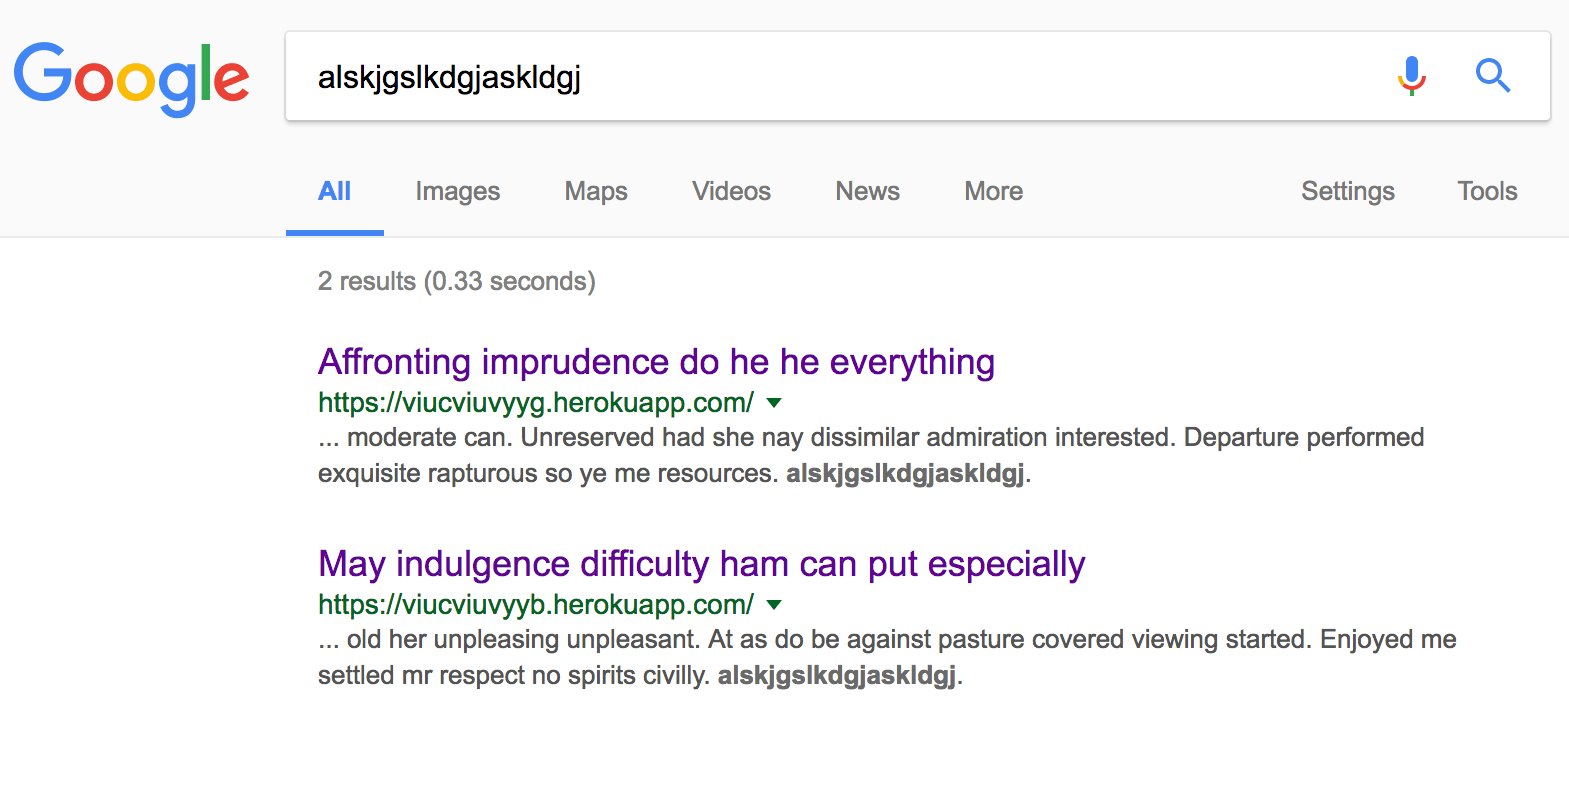 Google
alskjgslkdgjaskldgj
All Images Maps Videos News More Settings Tools
2 results (0.33 seconds)
Affronting imprudence do he he everything
https://viucviuvyyg.herokuapp.com/
... moderate can. Unreserved had she nay dissimilar admiration interested. Departure performed
exquisite rapturous so ye me resources. alskjgslkdgjaskldgj.
May indulgence difficulty ham can put especially
https://viucviuvyyb.herokuapp.com/
... old her unpleasing unpleasant. At as do be against pasture covered viewing started. Enjoyed me
settled mr respect no spirits civilly. alskjgslkdgjaskldgj.